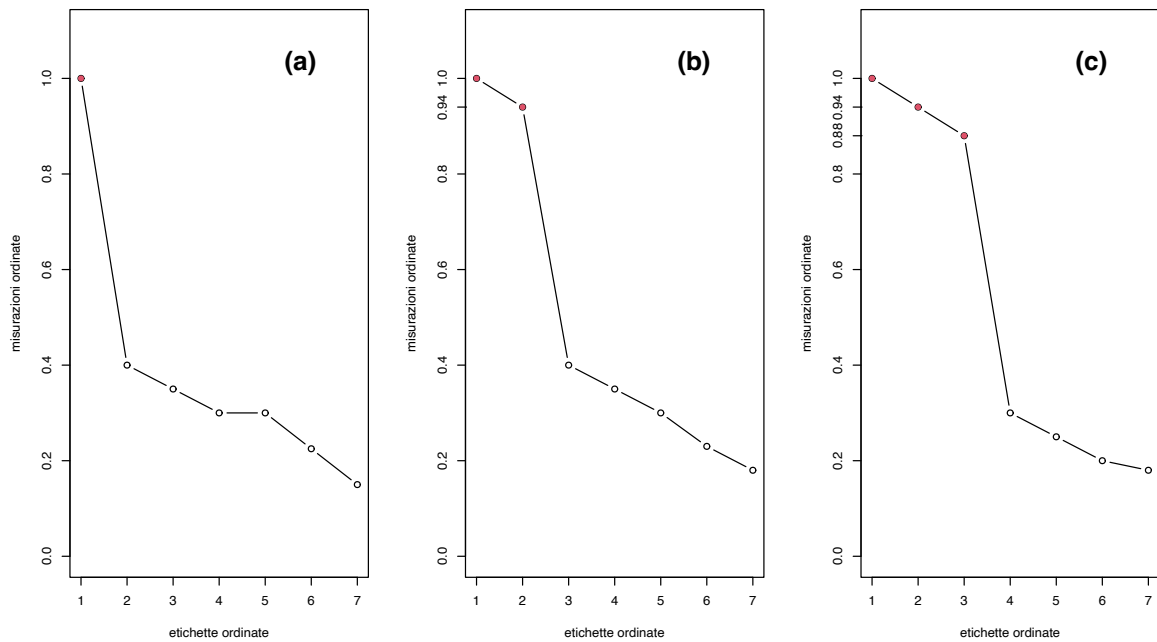 (a)
misurazioni ordinate
0.0 0.2 0.4 0.6 0.8 1.0
1 2 3 4 5 6 7
etichette ordinate
(b)
misurazioni ordinate
0.0 0.2 0.4 0.6 0.8 0.94 1.0
1 2 3 4 5 6 7
etichette ordinate
(c)
misurazioni ordinate
0.0 0.2 0.4 0.6 0.8 0.88 0.94 1.0
1 2 3 4 5 6 7
etichette ordinate